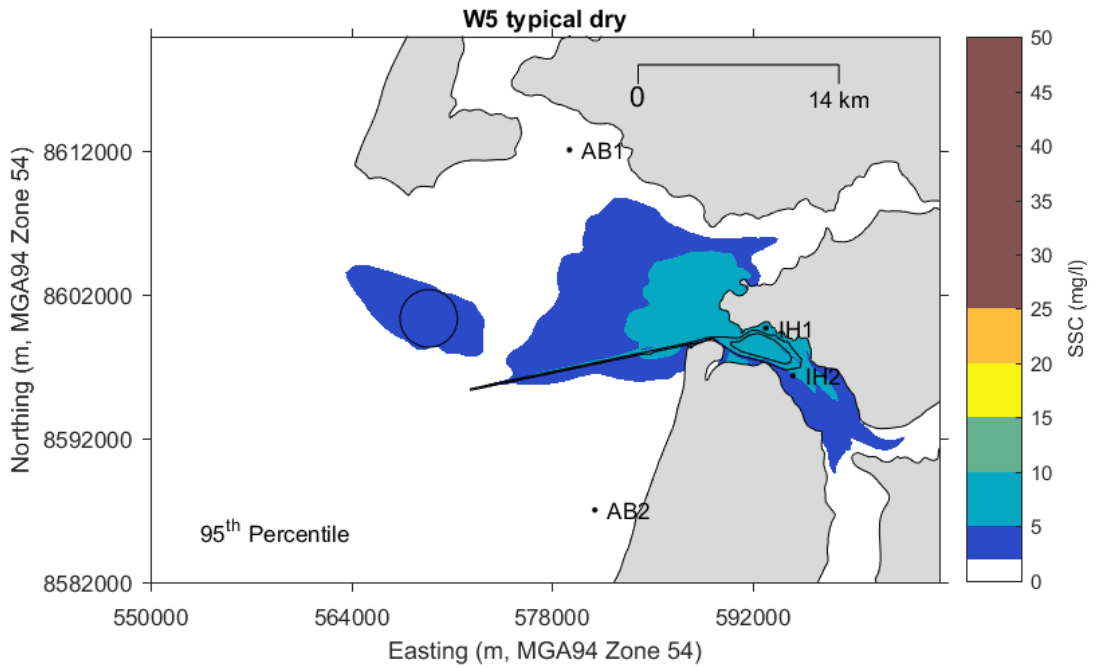 W5 typical dry
0
14 km
AB1
IH1
IH2
AB2
95th Percentile
8612000
8602000
8592000
8582000
Northing (m, MGA94 Zone 54)
550000
564000
578000
592000
Easting (m, MGA94 Zone 54)
50
45
40
35
30
25
20
15
10
5
0
SSC (mg/l)